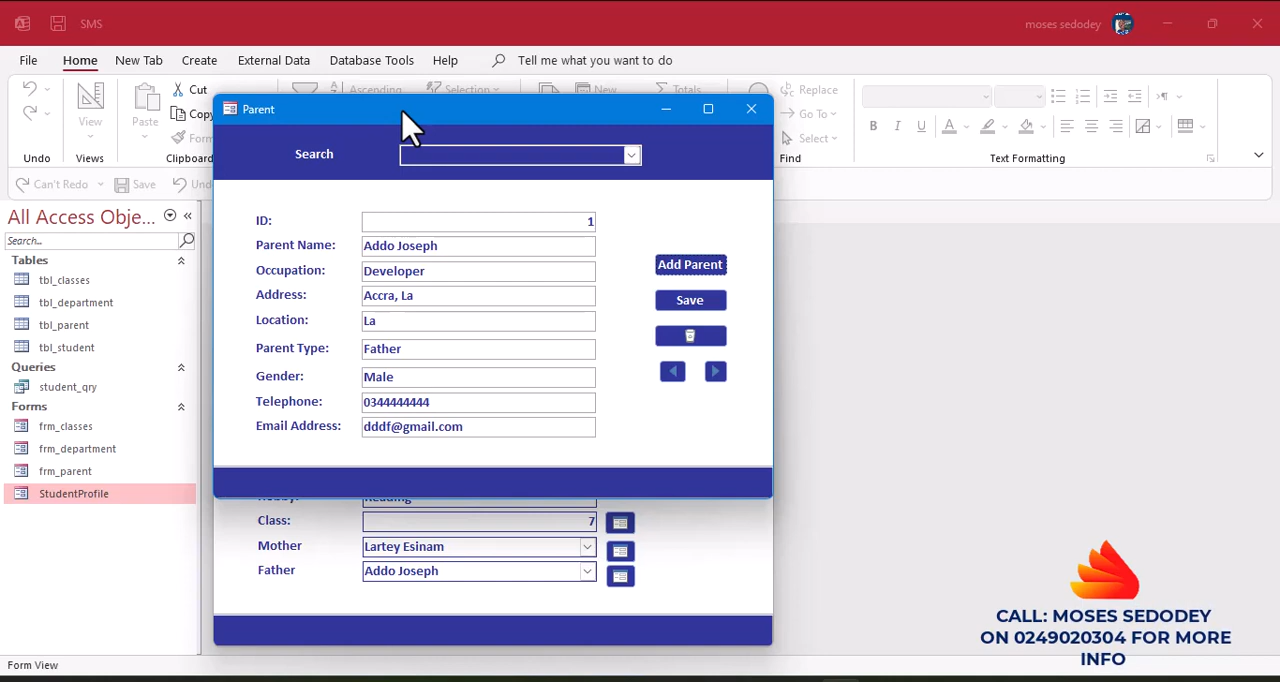 SMS
moses sedodey
File Home New Tab Create External Data Database Tools Help Tell me what you want to do
View
Paste
Cut
Copy
Ascending
Selection
New
Totals
Replace
Go To
Select
Undo Views Clipboard Find Text Formatting
B I U A
Can't Redo Save
All Access Obje...
Search...
Tables
tbl_classes
tbl_department
tbl_parent
tbl_student
Queries
student_qry
Forms
frm_classes
frm_department
frm_parent
StudentProfile
Parent
Search
ID: 1
Parent Name: Addo Joseph
Occupation: Developer
Address: Accra, La
Location: La
Parent Type: Father
Gender: Male
Telephone: 0344444444
Email Address: dddf@gmail.com
Add Parent
Save
Hobby: Reading
Class: 7
Mother Lartey Esinam
Father Addo Joseph
Form View
CALL: MOSES SEDODEY
ON 0249020304 FOR MORE
INFO